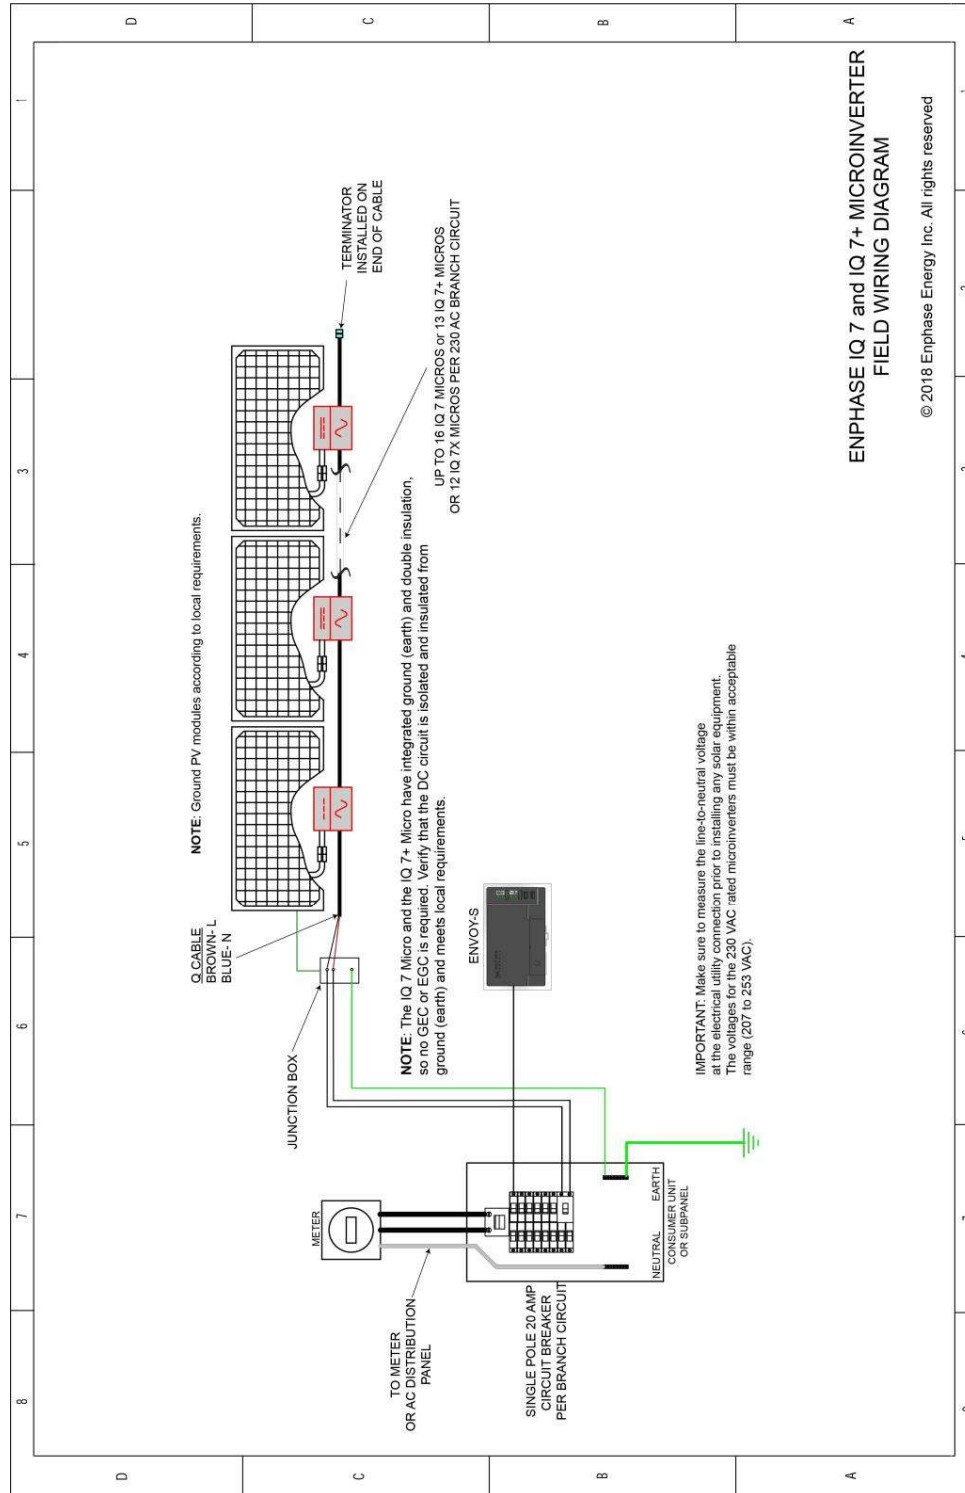 NOTE: Ground PV modules according to local requirements.
Q CABLE
BROWN- L
BLUE- N
JUNCTION BOX
TERMINATOR
INSTALLED ON
END OF CABLE
UP TO 16 IQ 7 MICROS or 13 IQ 7+ MICROS
OR 12 IQ 7X MICROS PER 230 AC BRANCH CIRCUIT
NOTE: The IQ 7 Micro and the IQ 7+ Micro have integrated ground (earth) and double insulation,
so no GEC or EGC is required. Verify that the DC circuit is isolated and insulated from
ground (earth) and meets local requirements.
METER
TO METER
OR AC DISTRIBUTION
PANEL
ENVOY-S
SINGLE POLE 20 AMP
CIRCUIT BREAKER
PER BRANCH CIRCUIT
NEUTRAL
EARTH
CONSUMER UNIT
OR SUBPANEL
IMPORTANT: Make sure to measure the line-to-neutral voltage
at the electrical utility connection prior to installing any solar equipment.
The voltages for the 230 VAC rated microinverters must be within acceptable
range (207 to 253 VAC).
ENPHASE IQ 7 and IQ 7+ MICROINVERTER
FIELD WIRING DIAGRAM
© 2018 Enphase Energy Inc. All rights reserved
8
7
6
5
4
3
1
D
C
B
A
D
C
B
A